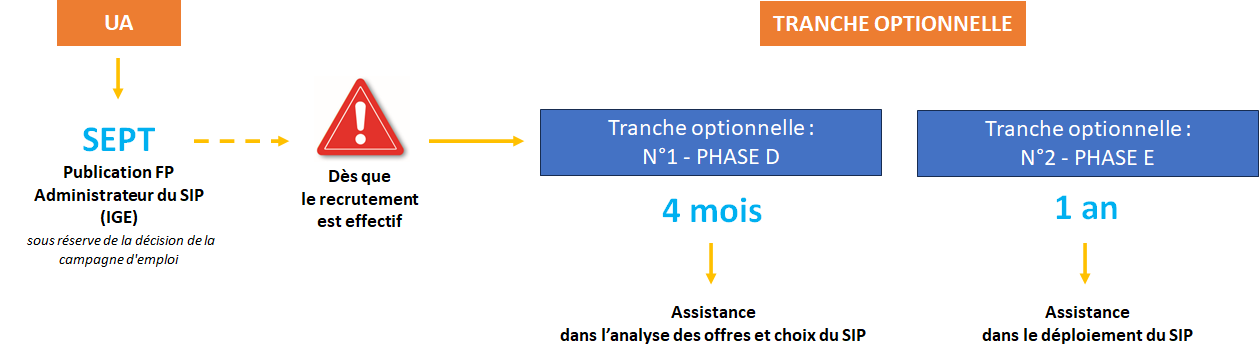 UA
SEPT
Publication FP
Administrateur du SIP
(IGE)
sous réserve de la décision de la
campagne d'emploi
Dès que
le recrutement
est effectif
TRANCHE OPTIONNELLE
Tranche optionnelle :
N°1 - PHASE D
4 mois
Assistance
dans l’analyse des offres et choix du SIP
Tranche optionnelle :
N°2 - PHASE E
1 an
Assistance
dans le déploiement du SIP